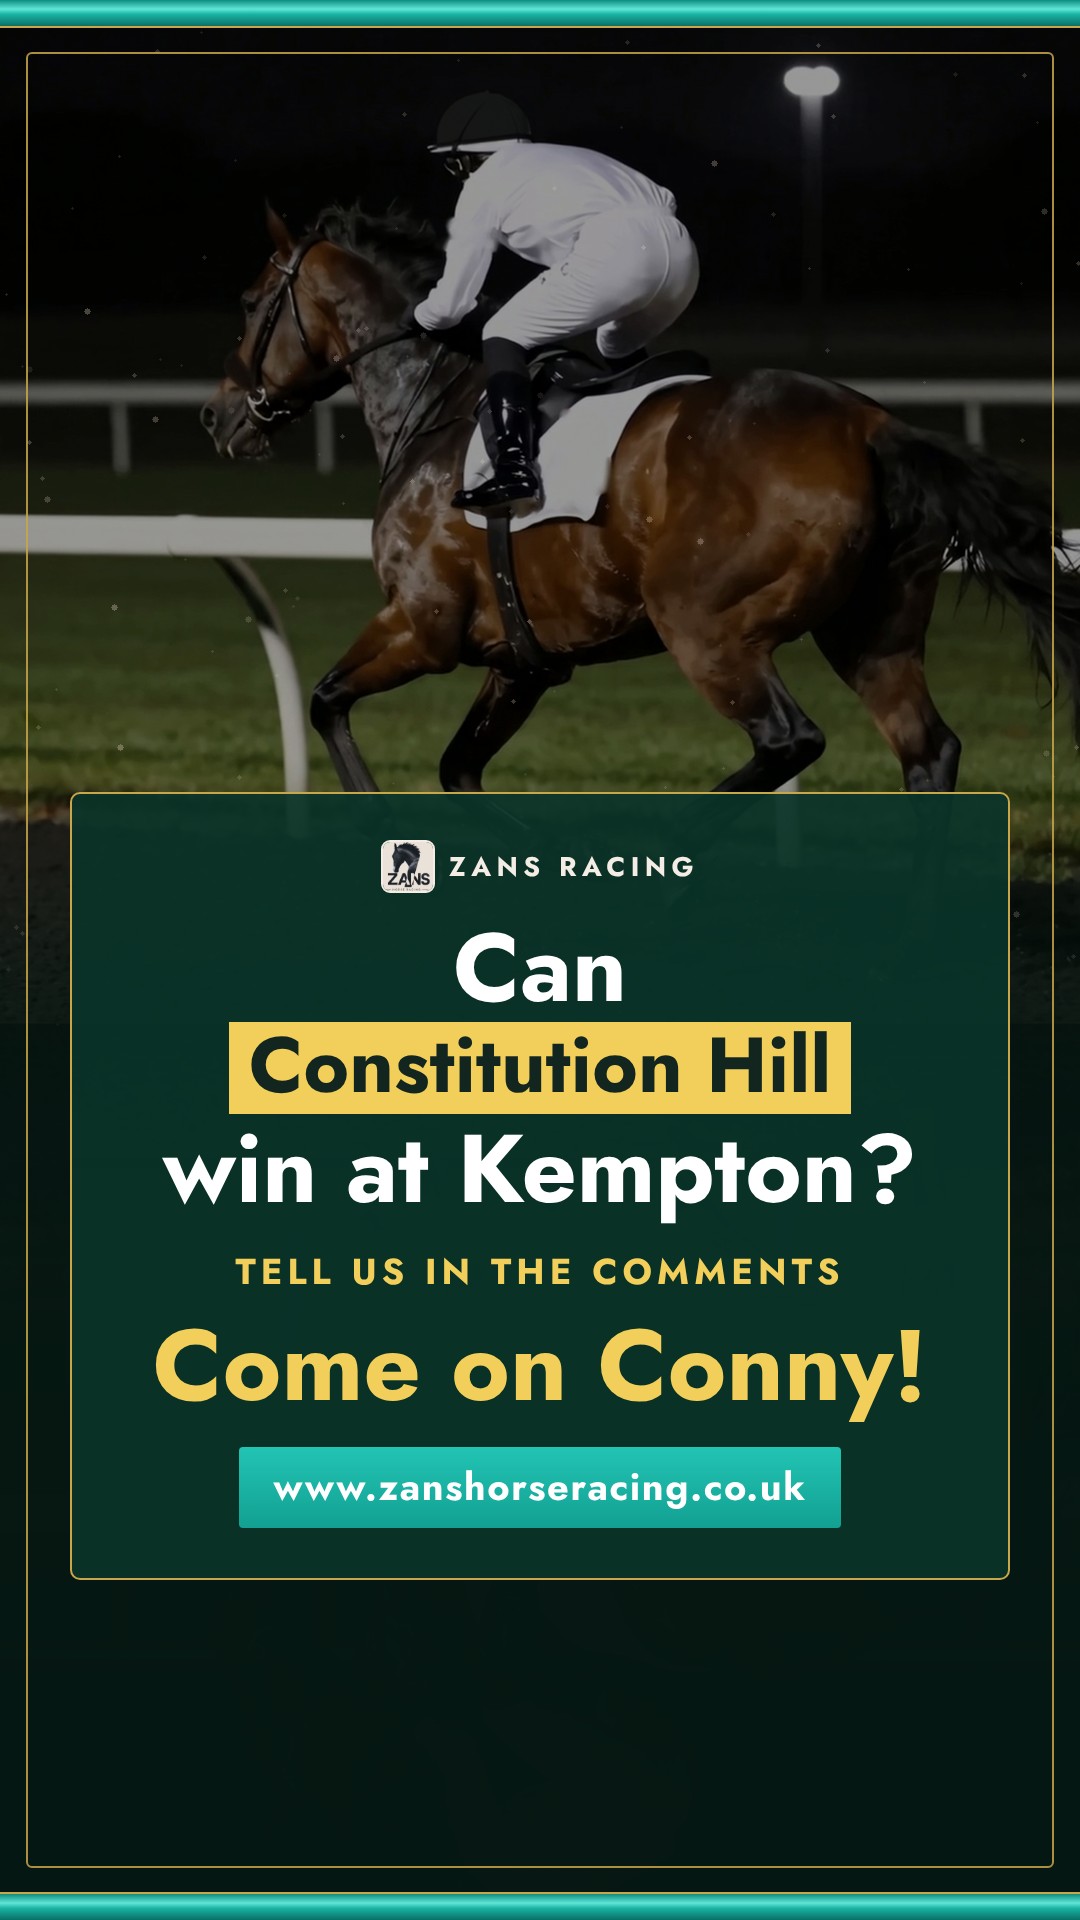 ZANS
ZANS RACING
Can
Constitution Hill
win at Kempton?
TELL US IN THE COMMENTS
Come on Conny!
www.zanshorseracing.co.uk